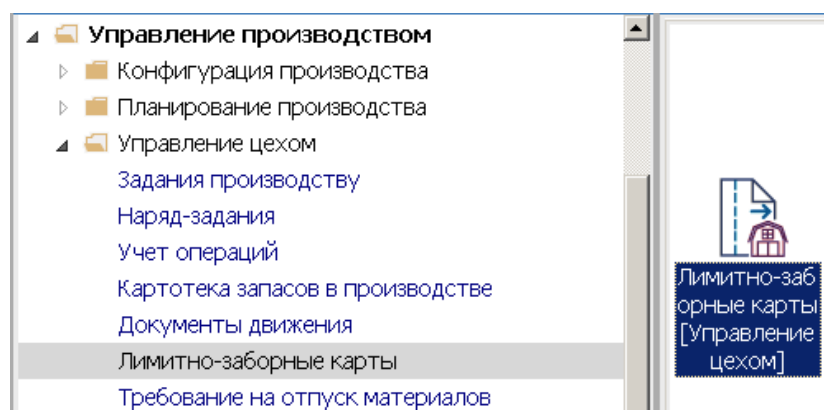 Управление производством
Конфигурация производства
Планирование производства
Управление цехом
Задания производству
Наряд-задания
Учет операций
Картотека запасов в производстве
Документы движения
Лимитно-заборные карты
Требование на отпуск материалов
Лимитно-заб
орные карты
[Управление
цехом]